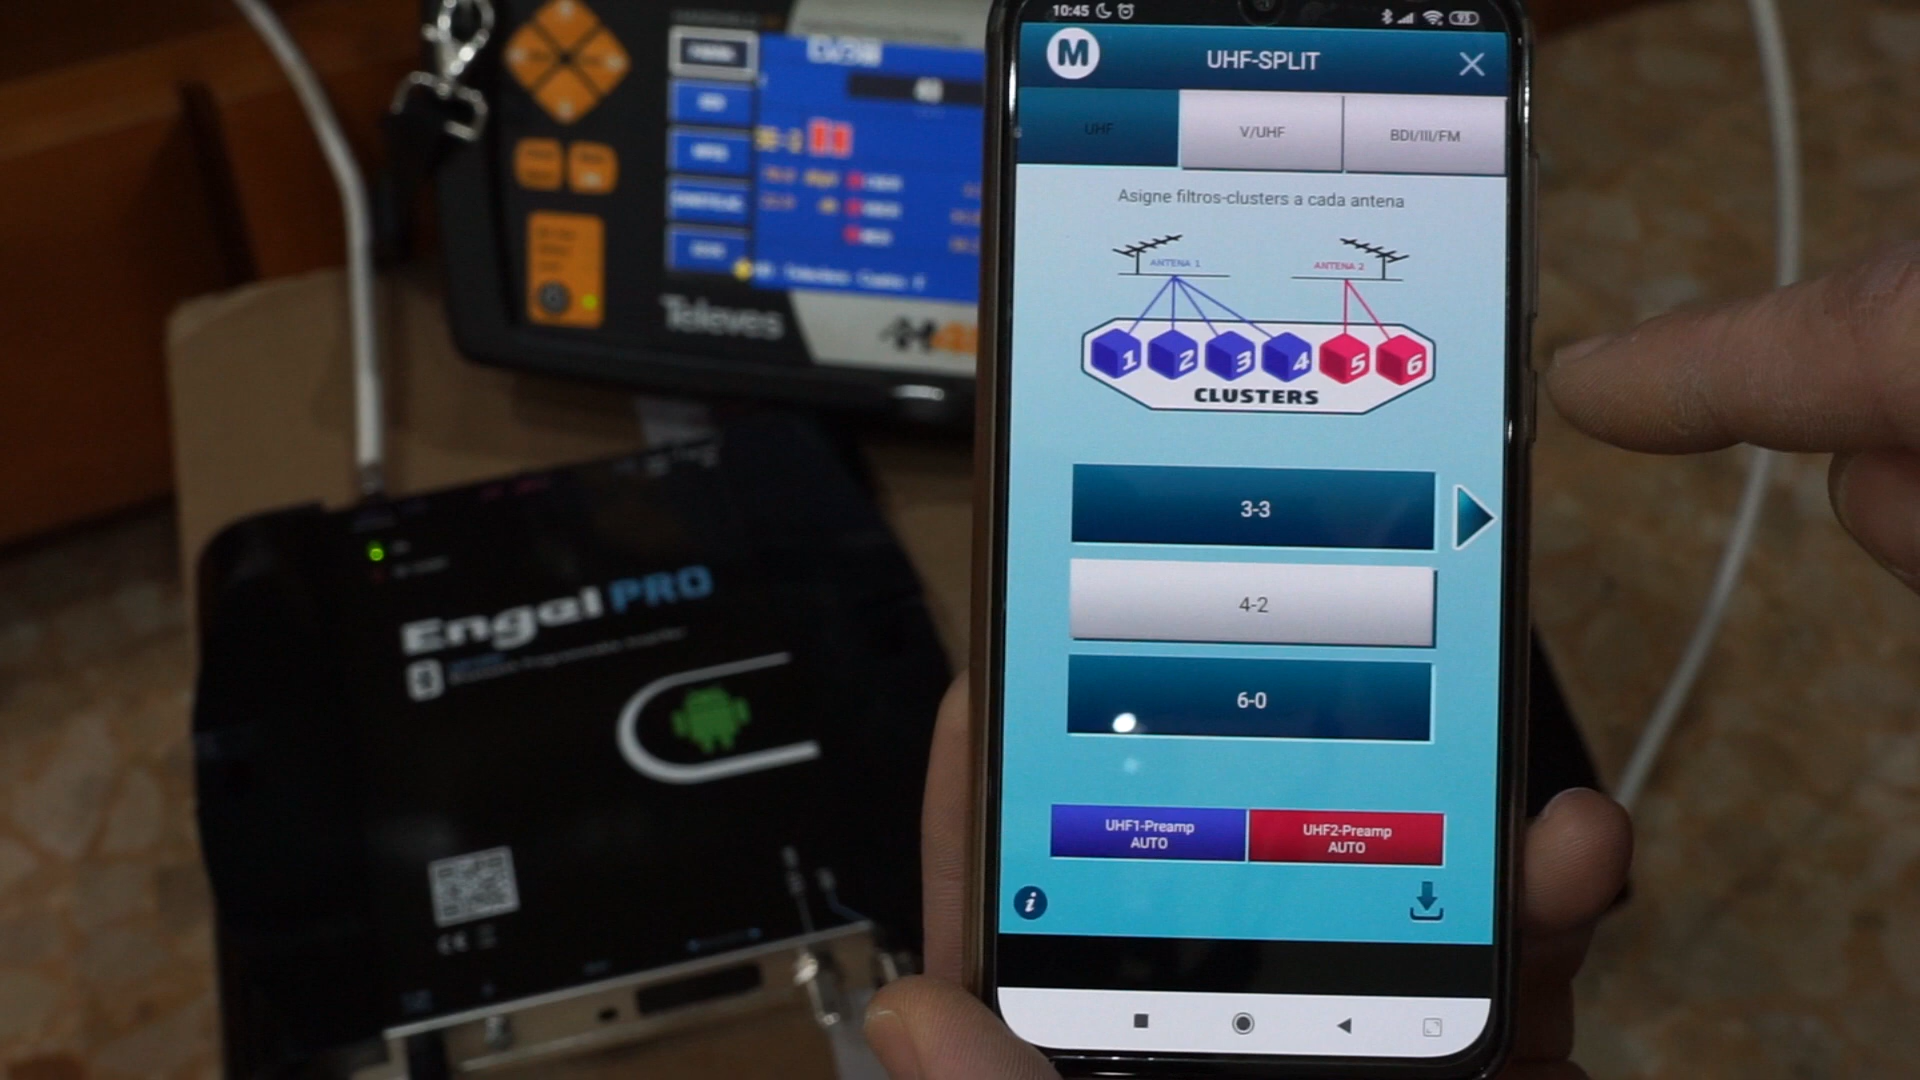 10:45
93
M
UHF-SPLIT
UHF
V/UHF
BDI/III/FM
Asigne filtros-clusters a cada antena
ANTENA 1
ANTENA 2
1 2 3 4 5 6
CLUSTERS
3-3
4-2
6-0
UHF1-Preamp
AUTO
UHF2-Preamp
AUTO
i
Televes
Engel PRO
CE